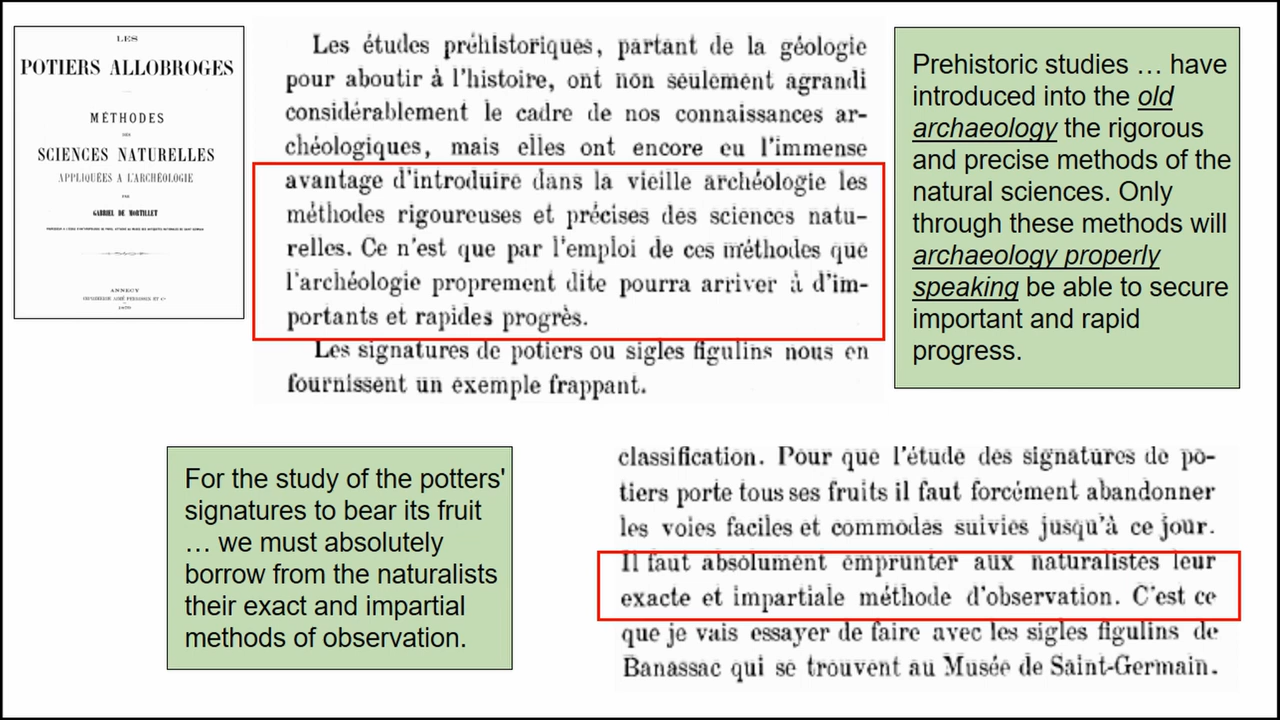 LES
POTIERS ALLOBROGES
MÉTHODES
DES
SCIENCES NATURELLES
APPLIQUÉES A L'ARCHÉOLOGIE
PAR
GABRIEL DE MORTILLET
ANNECY
1879
Les études préhistoriques, partant de la géologie
pour aboutir à l'histoire, ont non seulement agrandi
considérablement le cadre de nos connaissances ar-
chéologiques, mais elles ont encore eu l'immense
avantage d'introduire dans la vieille archéologie les
méthodes rigoureuses et précises des sciences natu-
relles. Ce n'est que par l'emploi de ces méthodes que
l'archéologie proprement dite pourra arriver à d'im-
portants et rapides progrès.
Les signatures de potiers ou sigles figulins nous en
fournissent un exemple frappant.
Prehistoric studies … have
introduced into the old
archaeology the rigorous
and precise methods of the
natural sciences. Only
through these methods will
archaeology properly
speaking be able to secure
important and rapid
progress.
For the study of the potters'
signatures to bear its fruit
… we must absolutely
borrow from the naturalists
their exact and impartial
methods of observation.
classification. Pour que l'étude des signatures de po-
tiers porte tous ses fruits il faut forcément abandonner
les voies faciles et commodes suivies jusqu'à ce jour.
Il faut absolument emprunter aux naturalistes leur
exacte et impartiale méthode d'observation. C'est ce
que je vais essayer de faire avec les sigles figulins de
Banassac qui se trouvent au Musée de Saint-Germain.